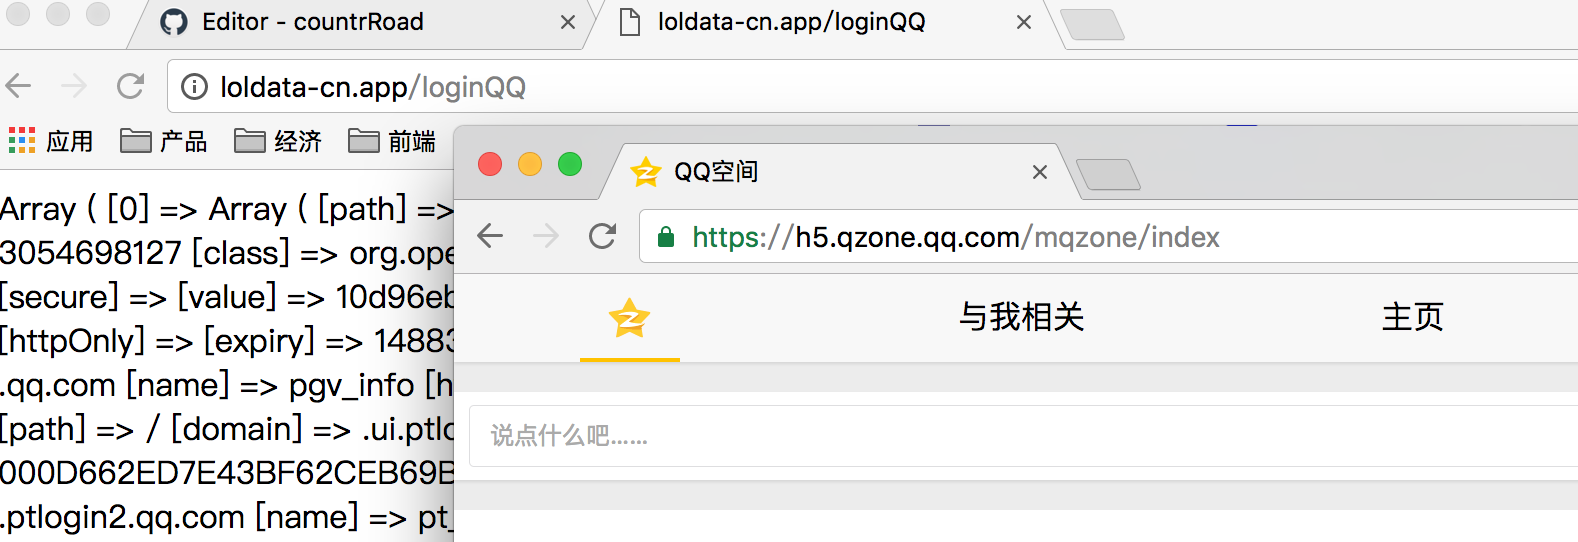 Editor - countrRoad
loldata-cn.app/loginQQ
loldata-cn.app/loginQQ
应用 产品 经济 前端
Array ( [0] => Array ( [path] =>
3054698127 [class] => org.ope
[secure] => [value] => 10d96eb
[httpOnly] => [expiry] => 14883
.qq.com [name] => pgv_info [h
[path] => / [domain] => .ui.ptlo
000D662ED7E43BF62CEB69B
.ptlogin2.qq.com [name] => pt_
QQ空间
https://h5.qzone.qq.com/mqzone/index
与我相关 主页
说点什么吧......